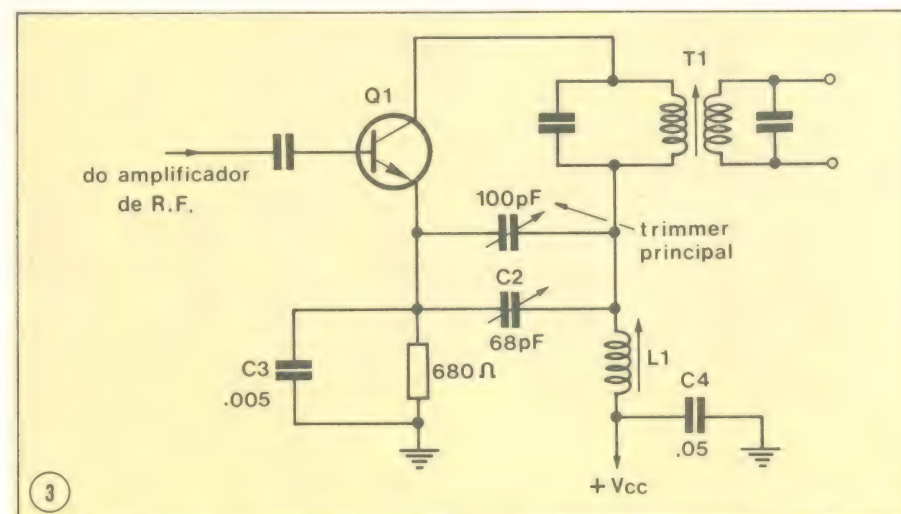 T1
Q1
do amplificador
de R.F.
100pF
trimmer
principal
C2
68pF
C3
.005
680 Ω
L1
C4
.05
+ Vcc
3